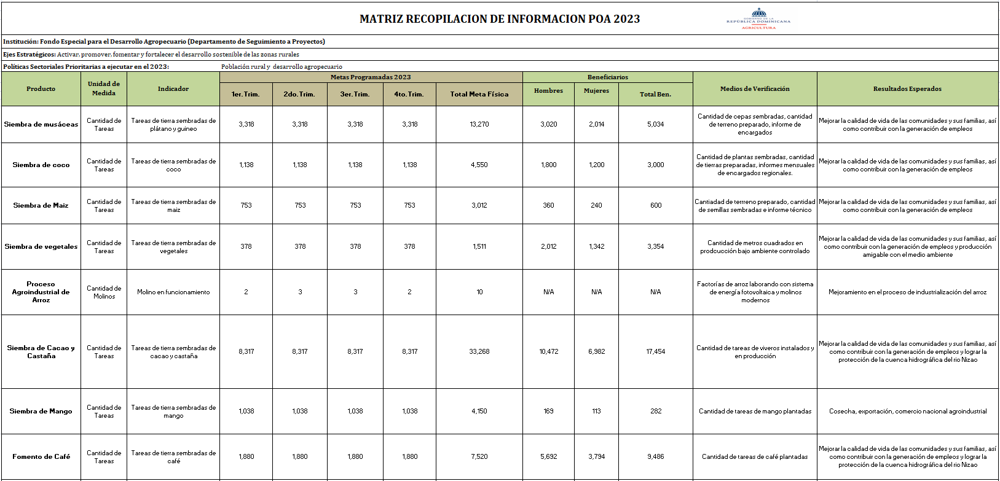 MATRIZ RECOPILACION DE INFORMACION POA 2023
GOBIERNO DE LA
REPÚBLICA DOMINICANA
AGRICULTURA
Institución: Fondo Especial para el Desarrollo Agropecuario (Departamento de Seguimiento a Proyectos)
Ejes Estratégicos: Activar, promover, fomentar y fortalecer el desarrollo sostenible de las zonas rurales
Políticas Sectoriales Prioritarias a ejecutar en el 2023: Población rural y desarrollo agropecuario
Producto
Unidad de
Medida
Indicador
Metas Programadas 2023
1er. Trim.
2do. Trim.
3er. Trim.
4to. Trim.
Total Meta Física
Beneficiarios
Hombres
Mujeres
Total Ben.
Medios de Verificación
Resultados Esperados
Siembra de musáceas
Cantidad de
Tareas
Tareas de tierra sembradas de
plátano y guineo
3,318
3,318
3,318
3,318
13,270
3,020
2,014
5,034
Cantidad de cepas sembradas, cantidad
de terreno preparado, informe de
encargados
Mejorar la calidad de vida de las comunidades y sus familias, así
como contribuir con la generación de empleos
Siembra de coco
Cantidad de
Tareas
Tareas de tierra sembradas de
coco
1,138
1,138
1,138
1,138
4,550
1,800
1,200
3,000
Cantidad de plantas sembradas, cantidad
de tierras preparadas, informes mensuales
de encargados regionales.
Mejorar la calidad de vida de las comunidades y sus familias, así
como contribuir con la generación de empleos
Siembra de Maiz
Cantidad de
Tareas
Tareas de tierra sembradas de
maiz
753
753
753
753
3,012
360
240
600
Cantiadad de terrreno preparado, cantidad
de semillas sembradas e informe técnico
Mejorar la calidad de vida de las comunidades y sus familias, así
como contribuir con la generación de empleos
Siembra de vegetales
Cantidad de
Tareas
Tareas de tierra sembradas de
vegetales
378
378
378
378
1,511
2,012
1,342
3,354
Cantidad de metros cuadrados en
prodcucción bajo ambiente controlado
Mejorar la calidad de vida de las comunidades y sus familias, así
como contribuir con la generación de empleos y producción
amigable con el medio ambiente
Proceso
Agroindustrial de
Arroz
Cantidad de
Molinos
Molino en funcionamiento
2
3
3
2
10
N/A
N/A
N/A
Factorías de arroz laborando con sistema
de energía fotovoltaica y molinos
modernos
Mejoramiento en el proceso de industrialización del arroz
Siembra de Cacao y
Castaña
Cantidad de
Tareas
Tareas de tierra sembradas de
cacao y castaña
8,317
8,317
8,317
8,317
33,268
10,472
6,982
17,454
Cantidad de tareas de viveros instalados y
en producción
Mejorar la calidad de vida de las comunidades y sus familias, así
como contribuir con la generación de empleos y lograr la
protección de la cuenca hidrográfica del rio Nizao
Siembra de Mango
Cantidad de
Tareas
Tareas de tierra sembradas de
mango
1,038
1,038
1,038
1,038
4,150
169
113
282
Cantidad de tareas de mango plantadas
Cosecha, exportación, comercio nacional agroindustrial
Fomento de Café
Cantidad de
Tareas
Tareas de tierra sembradas de
café
1,880
1,880
1,880
1,880
7,520
5,692
3,794
9,486
Cantidad de tareas de café plantadas
Mejorar la calidad de vida de las comunidades y sus familias, así
como contribuir con la generación de empleos y lograr la
protección de la cuenca hidrográfica del rio Nizao